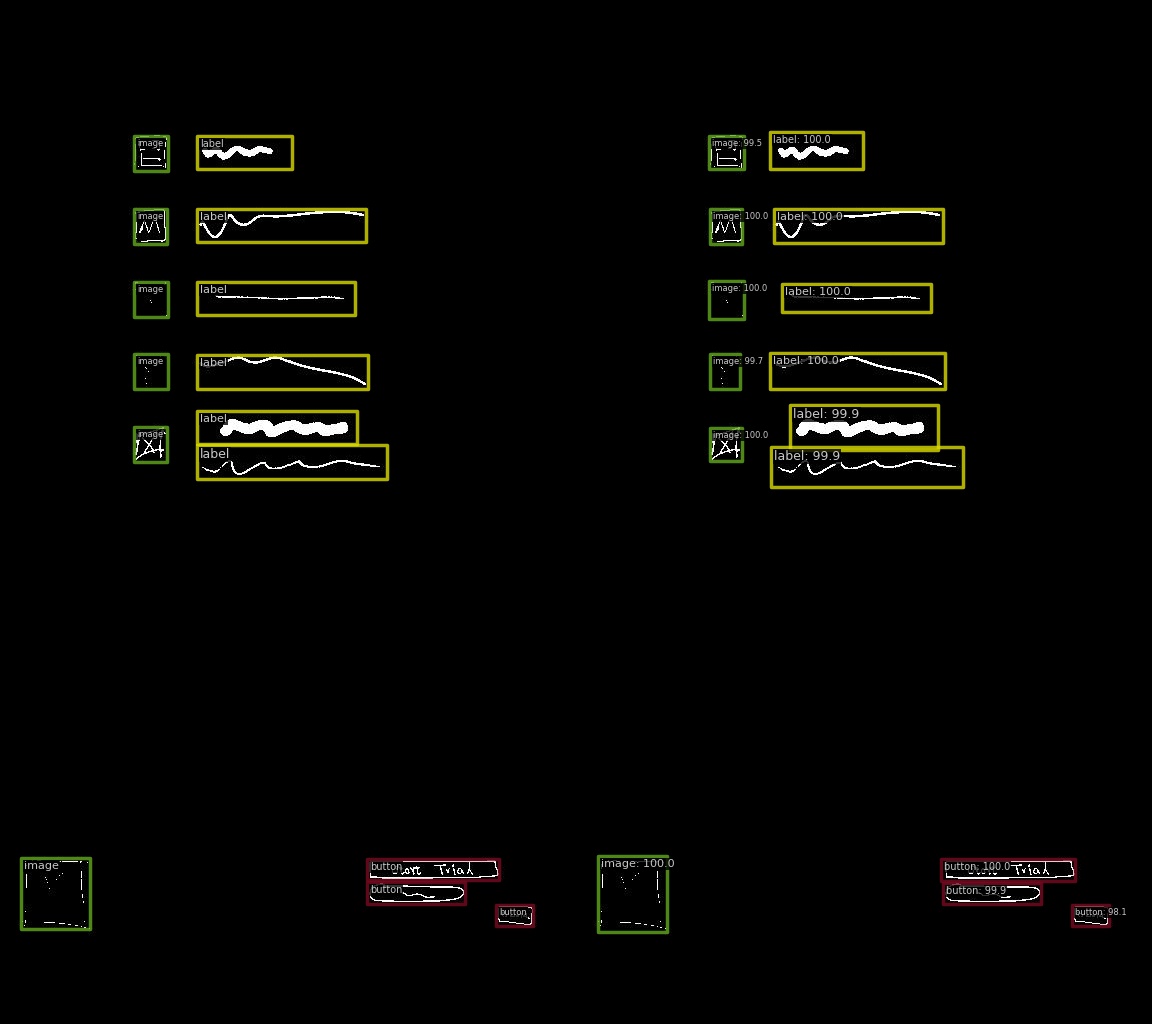 image label image: 99.5 label: 100.0
image label image: 100.0 label: 100.0
image label image: 100.0 label: 100.0
image label image: 99.7 label: 100.0
label label: 99.9
image image: 100.0
label label: 99.9
image image: 100.0
button Trial button: 100.0 Trial
button button: 99.9
button button: 98.1